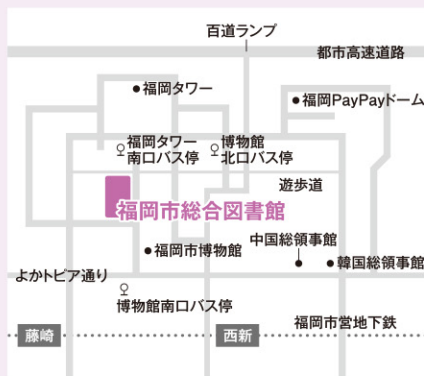 百道ランプ
都市高速道路
福岡タワー
福岡PayPayドーム
福岡タワー
南口バス停
博物館
北口バス停
遊歩道
福岡市総合図書館
中国総領事館
福岡市博物館
韓国総領事館
よかトピア通り
博物館南口バス停
福岡市営地下鉄
藤崎
西新